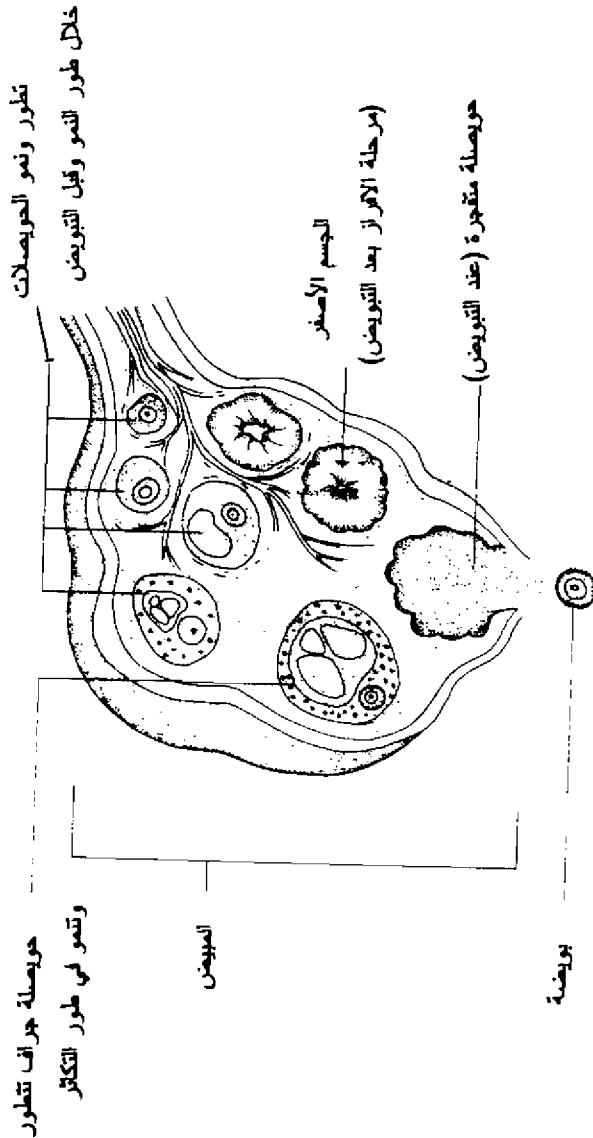 تطور ونمو الحويصلات
خلال طور النمو وقبل التبويض
الجسم الأصفر
(مرحلة الافراز بعد التبويض)
حويصلة متفجرة (عند التبويض)
حويصلة جراف تتطور
وتنمو في طور التكاثر
المبيض
بويضة